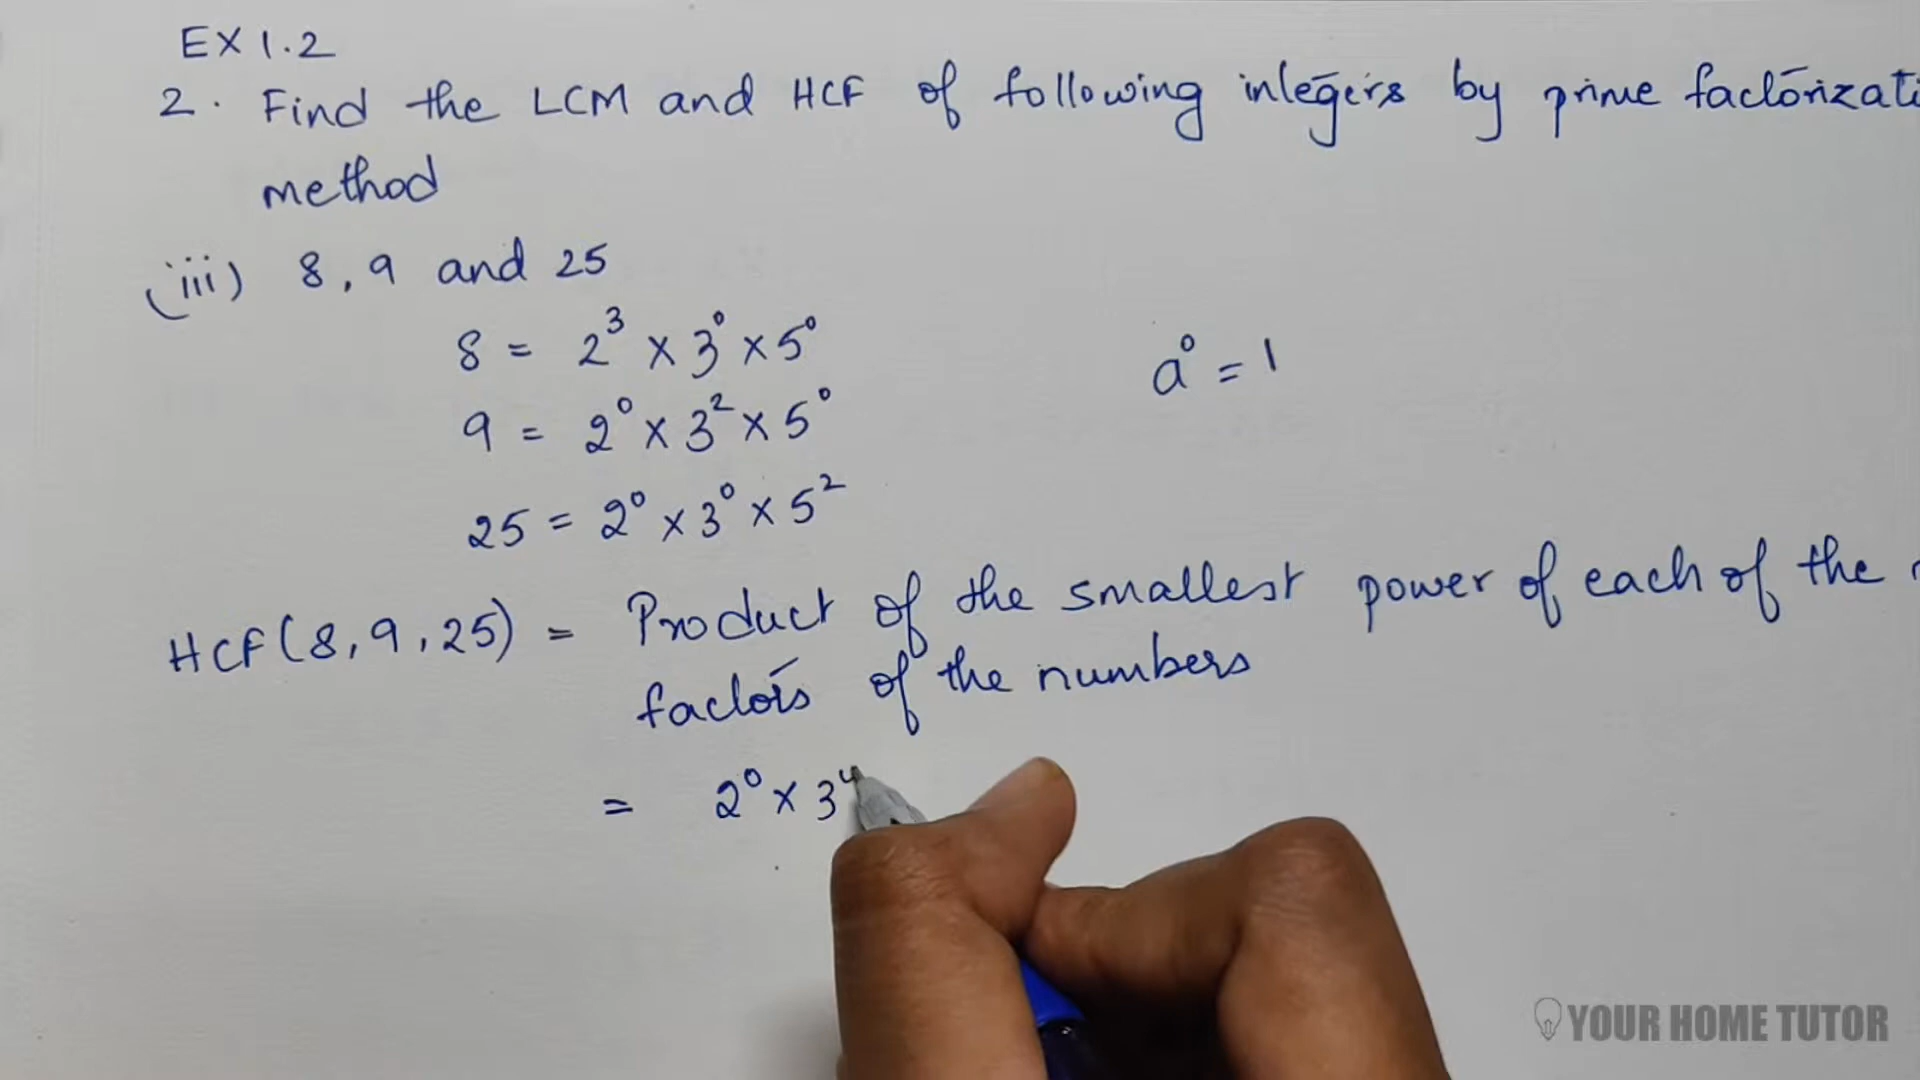 EX 1.2
2. Find the LCM and HCF of following integers by prime factorizati
method
(iii) 8, 9 and 25
8 = 2³ × 3⁰ × 5⁰
a⁰ = 1
9 = 2⁰ × 3² × 5⁰
25 = 2⁰ × 3⁰ × 5²
HCF(8, 9, 25) = Product of the smallest power of each of the
factors of the numbers
= 2⁰ × 3
YOUR HOME TUTOR